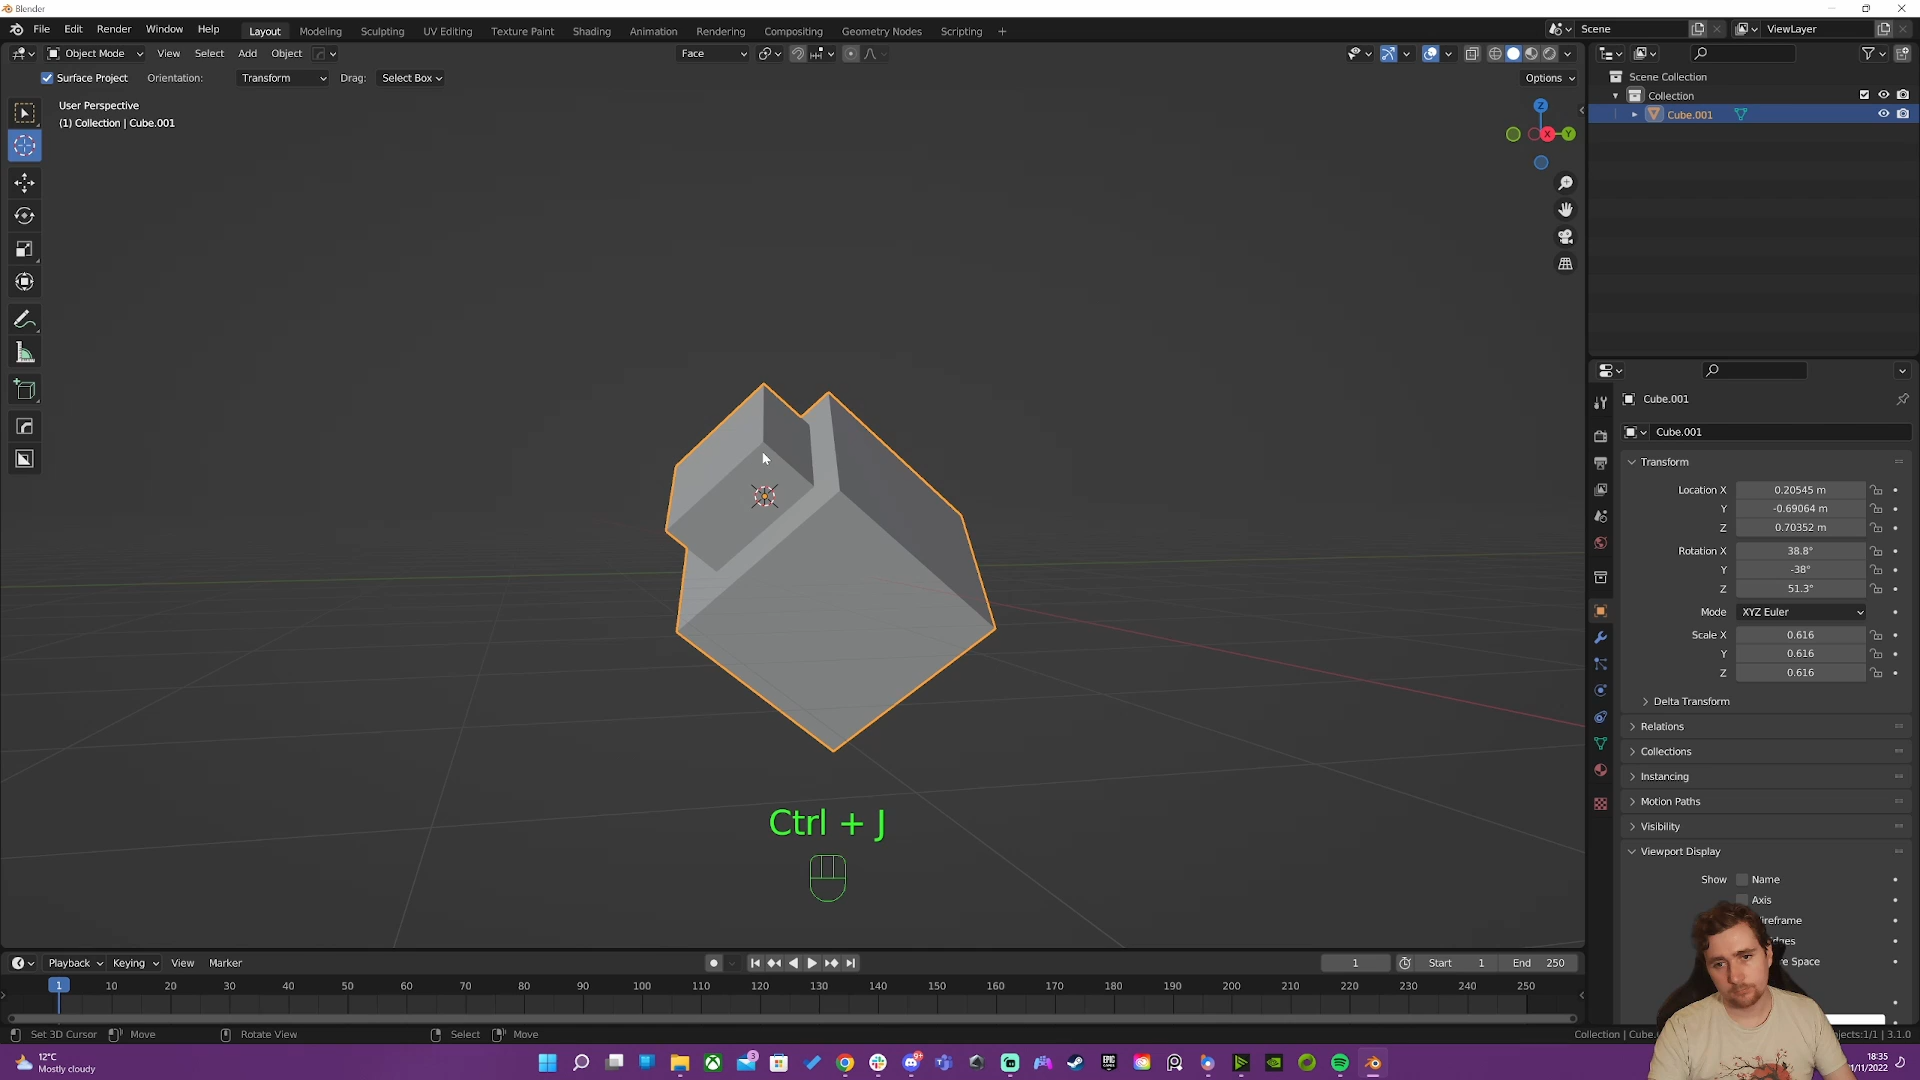 Blender
File Edit Render Window Help Layout Modeling Sculpting UV Editing Texture Paint Shading Animation Rendering Compositing Geometry Nodes Scripting + Scene ViewLayer
Object Mode View Select Add Object Face
Surface Project Orientation: Transform Drag: Select Box Options
User Perspective
(1) Collection | Cube.001
Z
X Y
Scene Collection
Collection
Cube.001
Cube.001
Cube.001
Transform
Location X 0.20545 m
Y -0.69064 m
Z 0.70352 m
Rotation X 38.8°
Y -38°
Z 51.3°
Mode XYZ Euler
Scale X 0.616
Y 0.616
Z 0.616
Delta Transform
Relations
Collections
Instancing
Motion Paths
Visibility
Viewport Display
Show Name
Axis
Ctrl + J
Playback Keying View Marker 1 Start 1 End 250
1 10 20 30 40 50 60 70 80 90 100 110 120 130 140 150 160 170 180 190 200 210 220 230 240 250
Set 3D Cursor Move Rotate View Select Move Collection | 3.1.0
12°C
Mostly cloudy
18:35